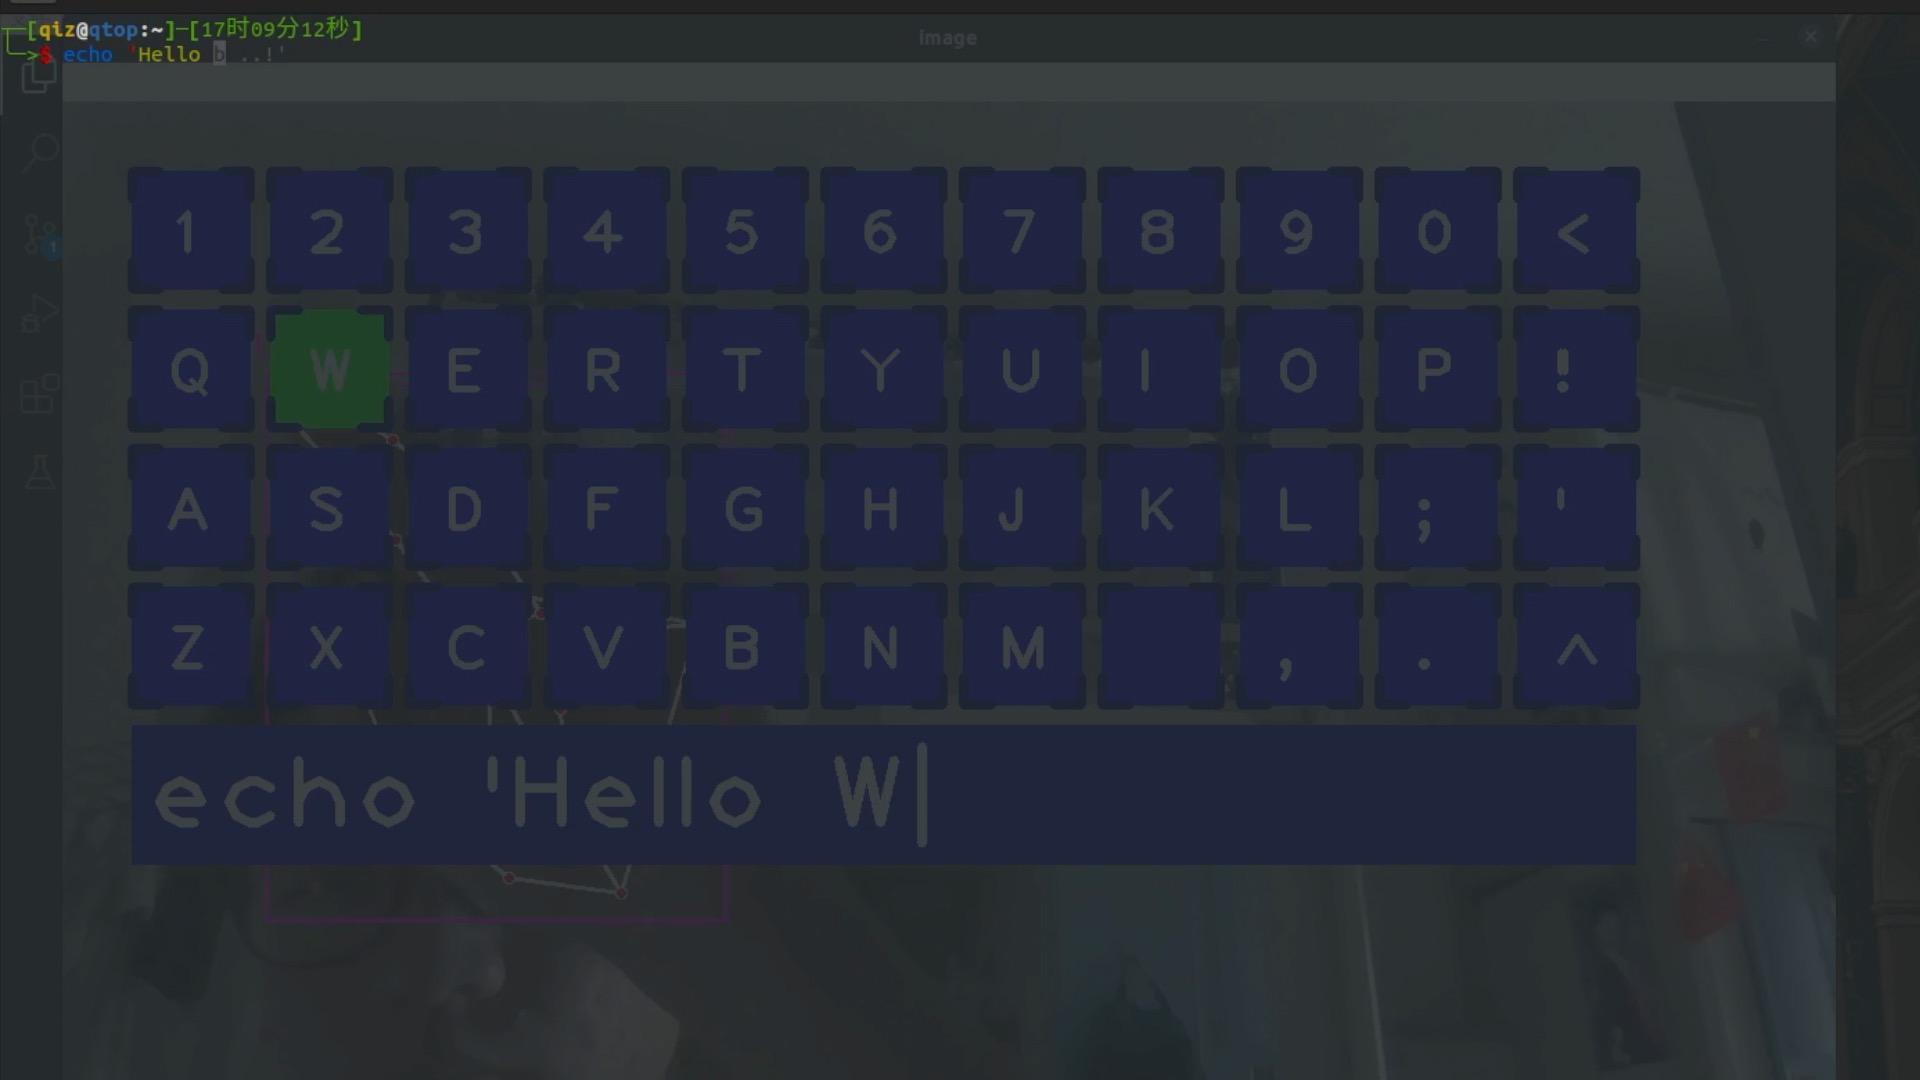 ┌─[qiz@qtop:~]─[17时09分12秒]
└─>$ echo 'Hello b ..!'
image
1
1 2 3 4 5 6 7 8 9 0 <
Q W E R T Y U I O P !
A S D F G H J K L ; '
Z X C V B N M , . ^
echo 'Hello W|